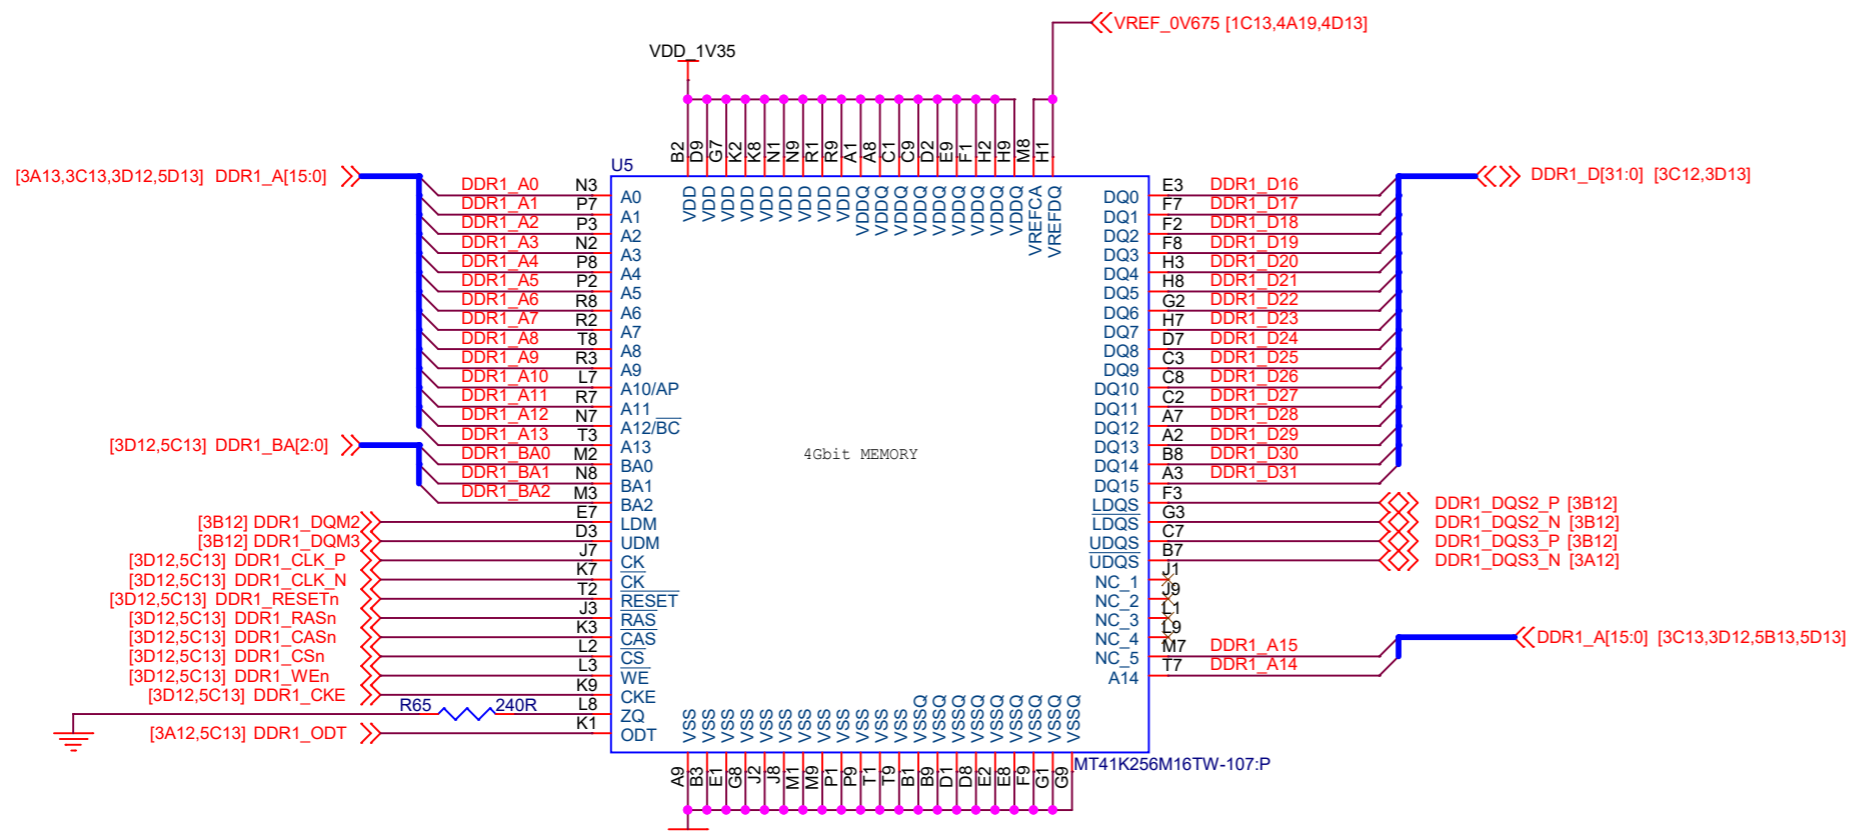 VREF_0V675 [1C13,4A19,4D13]
VDD_1V35
B2 D9 G7 K2 K8 N1 N9 R1 R9 A1 A8 C1 C9 D2 E9 F1 H2 H9 M8 H1
U5
VDD VDD VDD VDD VDD VDD VDD VDD VDD VDDQ VDDQ VDDQ VDDQ VDDQ VDDQ VDDQ VDDQ VDDQ VREFCA VREFDQ
[3A13,3C13,3D12,5D13] DDR1_A[15:0]
DDR1_D[31:0] [3C12,3D13]
DDR1_A0 N3 A0 DQ0 E3 DDR1_D16
DDR1_A1 P7 A1 DQ1 F7 DDR1_D17
DDR1_A2 P3 A2 DQ2 F2 DDR1_D18
DDR1_A3 N2 A3 DQ3 F8 DDR1_D19
DDR1_A4 P8 A4 DQ4 H3 DDR1_D20
DDR1_A5 P2 A5 DQ5 H8 DDR1_D21
DDR1_A6 R8 A6 DQ6 G2 DDR1_D22
DDR1_A7 R2 A7 DQ7 H7 DDR1_D23
DDR1_A8 T8 A8 DQ8 D7 DDR1_D24
DDR1_A9 R3 A9 DQ9 C3 DDR1_D25
DDR1_A10 L7 A10/AP DQ10 C8 DDR1_D26
DDR1_A11 R7 A11 DQ11 C2 DDR1_D27
DDR1_A12 N7 A12/BC DQ12 A7 DDR1_D28
DDR1_A13 T3 A13 DQ13 A2 DDR1_D29
[3D12,5C13] DDR1_BA[2:0]
4Gbit MEMORY
DDR1_BA0 M2 BA0 DQ14 B8 DDR1_D30
DDR1_BA1 N8 BA1 DQ15 A3 DDR1_D31
DDR1_BA2 M3 BA2 LDQS F3 DDR1_DQS2_P [3B12]
[3B12] DDR1_DQM2 E7 LDM LDQS G3 DDR1_DQS2_N [3B12]
[3B12] DDR1_DQM3 D3 UDM UDQS C7 DDR1_DQS3_P [3B12]
[3D12,5C13] DDR1_CLK_P J7 CK UDQS B7 DDR1_DQS3_N [3A12]
[3D12,5C13] DDR1_CLK_N K7 CK NC_1 J1
[3D12,5C13] DDR1_RESETn T2 RESET NC_2 J9
[3D12,5C13] DDR1_RASn J3 RAS NC_3 L1
[3D12,5C13] DDR1_CASn K3 CAS NC_4 L9
[3D12,5C13] DDR1_CSn L2 CS NC_5 M7 DDR1_A15
DDR1_A[15:0] [3C13,3D12,5B13,5D13]
[3D12,5C13] DDR1_WEn L3 WE A14 T7 DDR1_A14
[3D12,5C13] DDR1_CKE K9 CKE
R65 240R L8 ZQ
[3A12,5C13] DDR1_ODT K1 ODT
VSS VSS VSS VSS VSS VSS VSS VSS VSS VSS VSS VSS VSSQ VSSQ VSSQ VSSQ VSSQ VSSQ VSSQ VSSQ VSSQ
MT41K256M16TW-107:P
A9 B3 E1 G8 J2 J8 M1 M9 P1 P9 T1 T9 B1 B9 D1 D8 E2 E8 F9 G1 G9